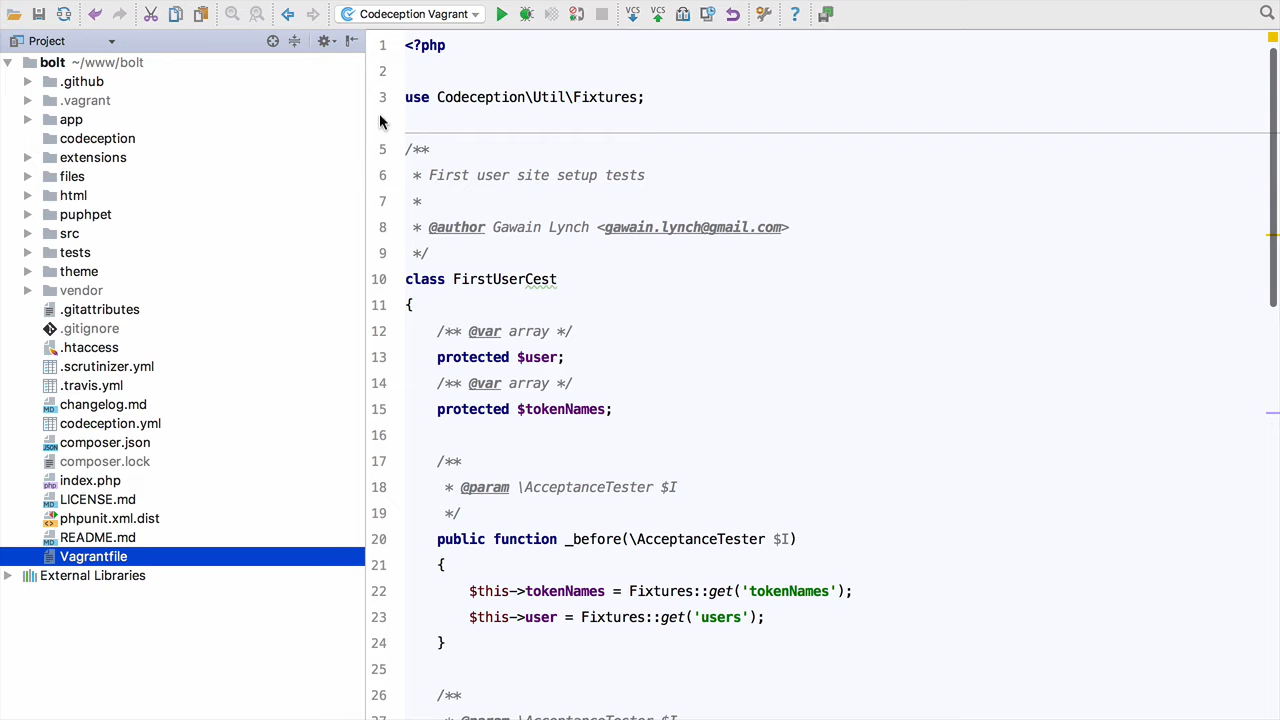 Codeception Vagrant
VCS VCS
Project
bolt ~/www/bolt
.github
.vagrant
app
codeception
extensions
files
html
puphpet
src
tests
theme
vendor
.gitattributes
.gitignore
.htaccess
.scrutinizer.yml
.travis.yml
changelog.md
codeception.yml
composer.json
composer.lock
index.php
LICENSE.md
phpunit.xml.dist
README.md
Vagrantfile
External Libraries
1 <?php
2
3 use Codeception\Util\Fixtures;
5 /**
6 * First user site setup tests
7 *
8 * @author Gawain Lynch <gawain.lynch@gmail.com>
9 */
10 class FirstUserCest
11 {
12 /** @var array */
13 protected $user;
14 /** @var array */
15 protected $tokenNames;
16
17 /**
18 * @param \AcceptanceTester $I
19 */
20 public function _before(\AcceptanceTester $I)
21 {
22 $this->tokenNames = Fixtures::get('tokenNames');
23 $this->user = Fixtures::get('users');
24 }
25
26 /**
27 * @param \AcceptanceTester $I